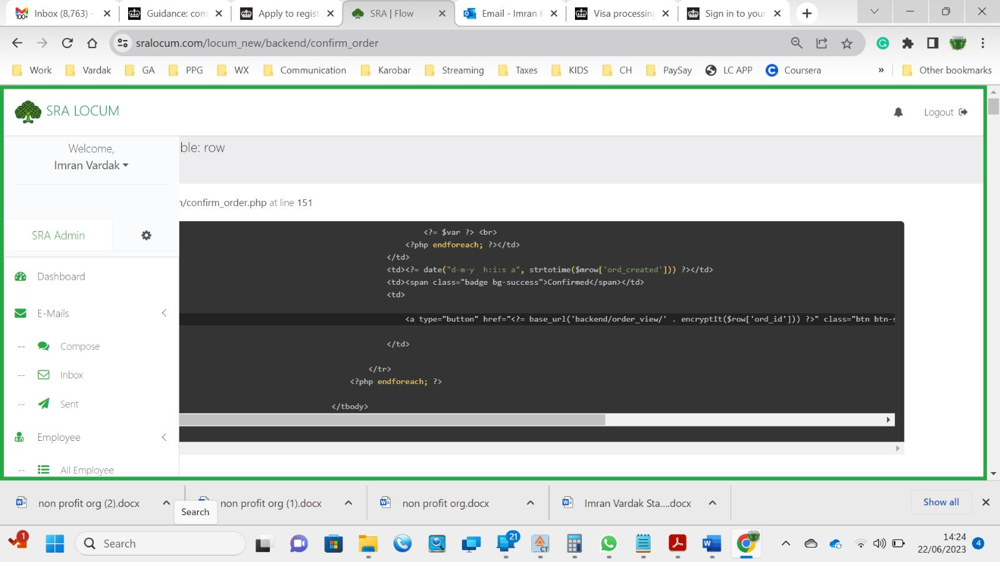 Inbox (8,763) -
Guidance: com
Apply to regist
SRA | Flow
Email - Imran K
Visa processing
Sign in to your
sralocum.com/locum_new/backend/confirm_order
Work
Vardak
GA
PPG
WX
Communication
Karobar
Streaming
Taxes
KIDS
CH
PaySay
LC APP
Coursera
»
Other bookmarks
SRA LOCUM
Logout
Welcome,
Imran Vardak
ble: row
/confirm_order.php at line 151
SRA Admin
Dashboard
E-Mails
-- Compose
-- Inbox
-- Sent
Employee
-- All Employee
<?= $var ?> <br>
<?php endforeach; ?></td>
</td>
<td><?= date("d-m-y  h:i:s a", strtotime($mrow['ord_created'])) ?></td>
<td><span class="badge bg-success">Confirmed</span></td>
<td>
<a type="button" href="<?= base_url('backend/order_view/' . encryptIt($row['ord_id'])) ?>" class="btn btn-s
</td>
</tr>
<?php endforeach; ?>
</tbody>
non profit org (2).docx
non profit org (1).docx
non profit org.docx
Imran Vardak Sta....docx
Show all
Search
1
Search
21
CT
14:24
22/06/2023
4